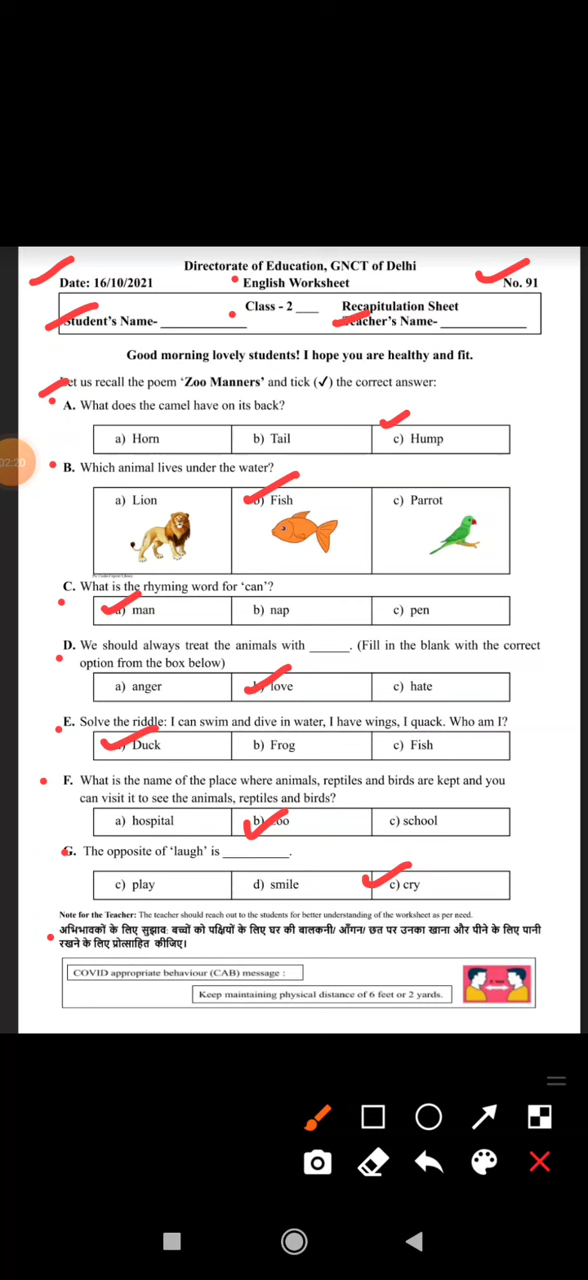 Directorate of Education, GNCT of Delhi
Date: 16/10/2021 English Worksheet No. 91
Class - 2 ____ Recapitulation Sheet
Student's Name- ____________ Teacher's Name- ____________
Good morning lovely students! I hope you are healthy and fit.
Let us recall the poem ‘Zoo Manners’ and tick (✓) the correct answer:
A. What does the camel have on its back?
a) Horn b) Tail c) Hump
02:20
B. Which animal lives under the water?
a) Lion b) Fish c) Parrot
C. What is the rhyming word for ‘can’?
a) man b) nap c) pen
D. We should always treat the animals with ______. (Fill in the blank with the correct
option from the box below)
a) anger b) love c) hate
E. Solve the riddle: I can swim and dive in water, I have wings, I quack. Who am I?
a) Duck b) Frog c) Fish
F. What is the name of the place where animals, reptiles and birds are kept and you
can visit it to see the animals, reptiles and birds?
a) hospital b) zoo c) school
G. The opposite of ‘laugh’ is __________.
c) play d) smile c) cry
Note for the Teacher: The teacher should reach out to the students for better understanding of the worksheet as per need.
अभिभावकों के लिए सुझाव: बच्चों को पक्षियों के लिए घर की बालकनी/ आँगन/ छत पर उनका खाना और पीने के लिए पानी
रखने के लिए प्रोत्साहित कीजिए।
COVID appropriate behaviour (CAB) message :
Keep maintaining physical distance of 6 feet or 2 yards.